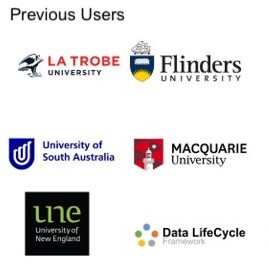 Previous Users
LA TROBE
UNIVERSITY
Flinders
UNIVERSITY
University of
South Australia
MACQUARIE
University
une
University of
New England
Data LifeCycle
Framework